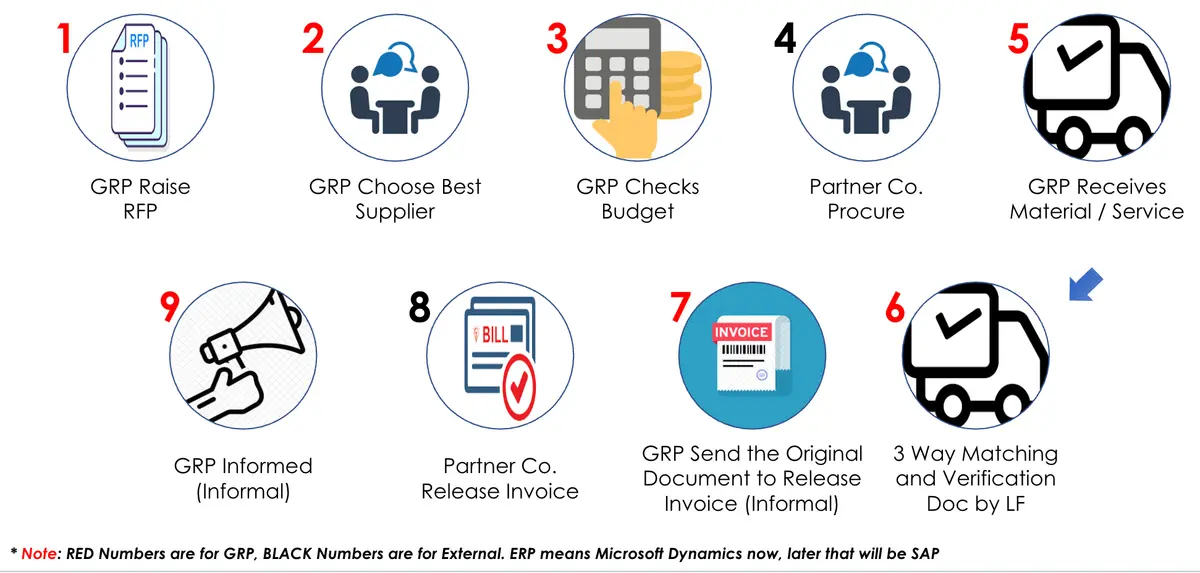 1
RFP
GRP Raise
RFP
2
GRP Choose Best
Supplier
3
GRP Checks
Budget
4
Partner Co.
Procure
5
GRP Receives
Material / Service
9
GRP Informed
(Informal)
8
BILL
Partner Co.
Release Invoice
7
INVOICE
GRP Send the Original
Document to Release
Invoice (Informal)
6
3 Way Matching
and Verification
Doc by LF
* Note: RED Numbers are for GRP, BLACK Numbers are for External. ERP means Microsoft Dynamics now, later that will be SAP